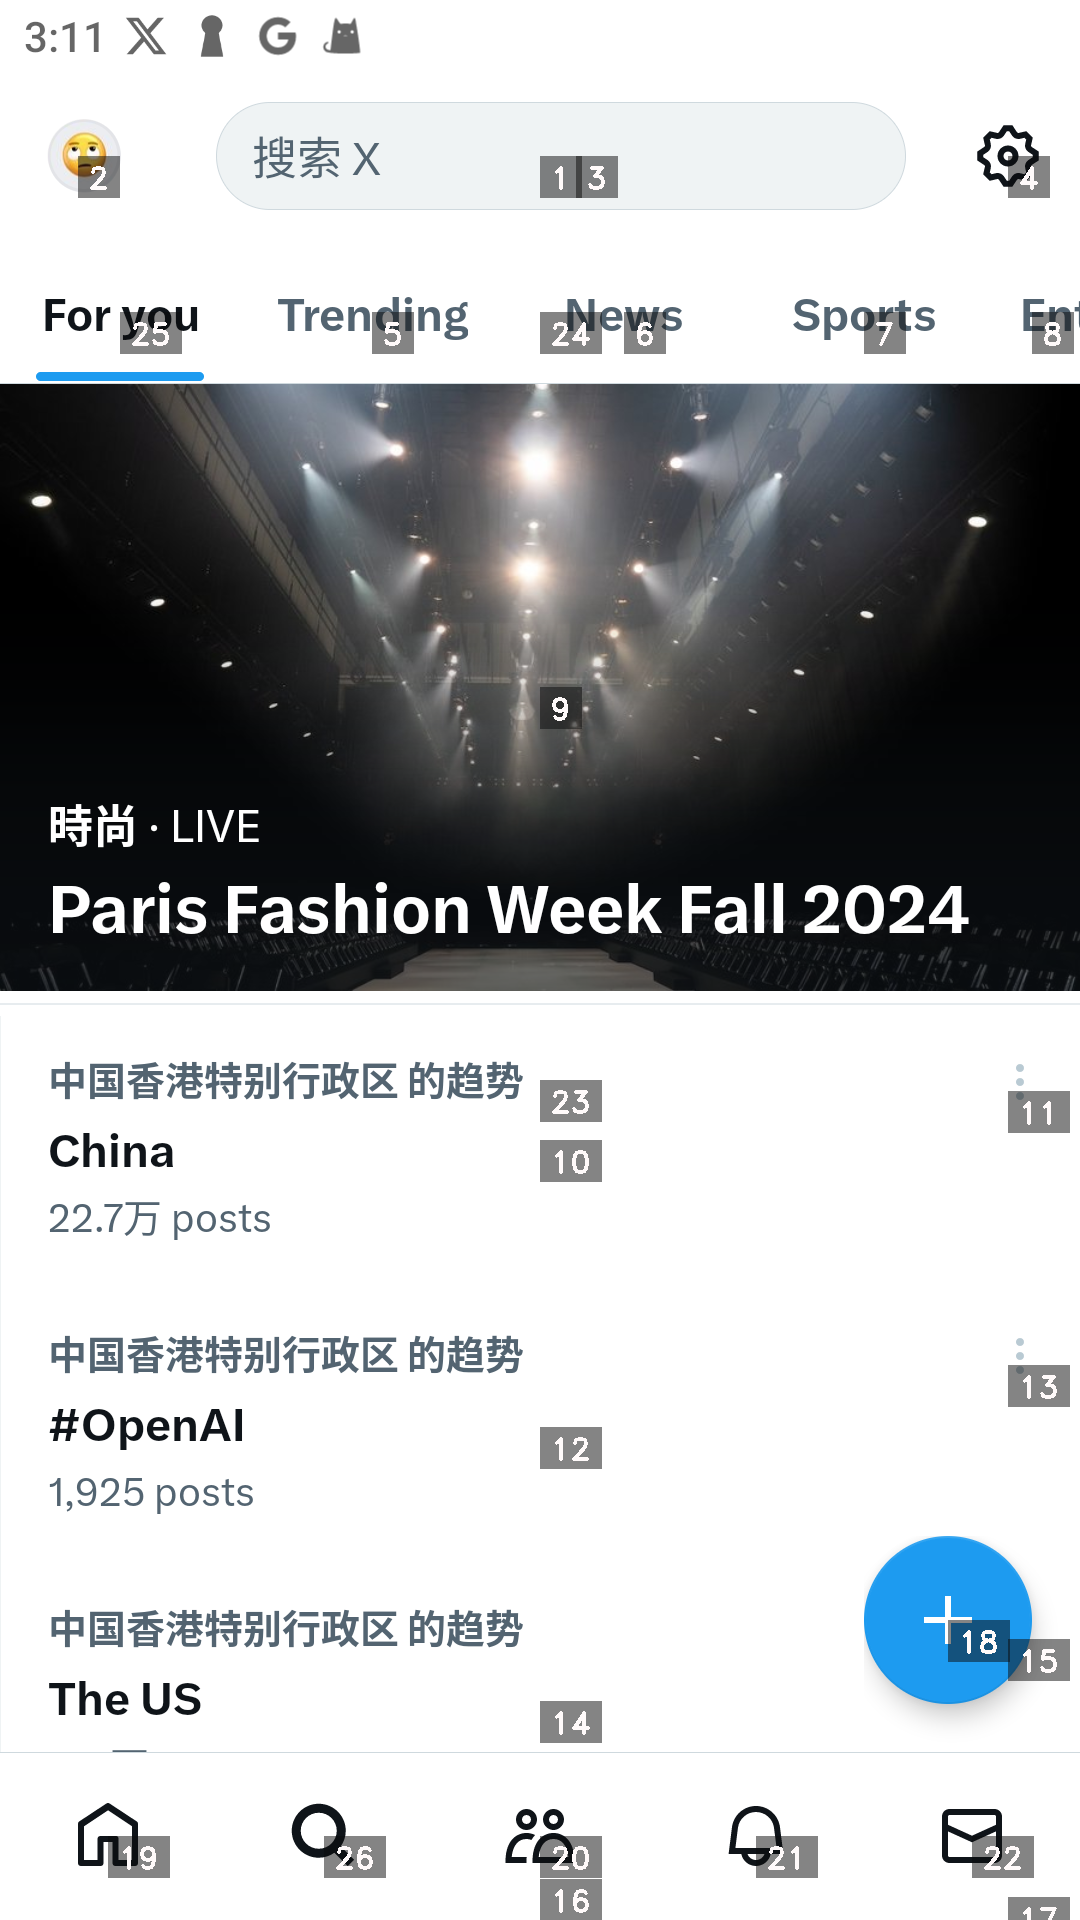 3:11
搜索 X
2
1
3
4
For you
Trending
News
Sports
Ent
25
5
24
6
7
8
9
時尚 · LIVE
Paris Fashion Week Fall 2024
中国香港特别行政区 的趋势
23
11
China
10
22.7万 posts
中国香港特别行政区 的趋势
13
#OpenAI
12
1,925 posts
中国香港特别行政区 的趋势
18
15
The US
14
19
26
20
21
22
16
17